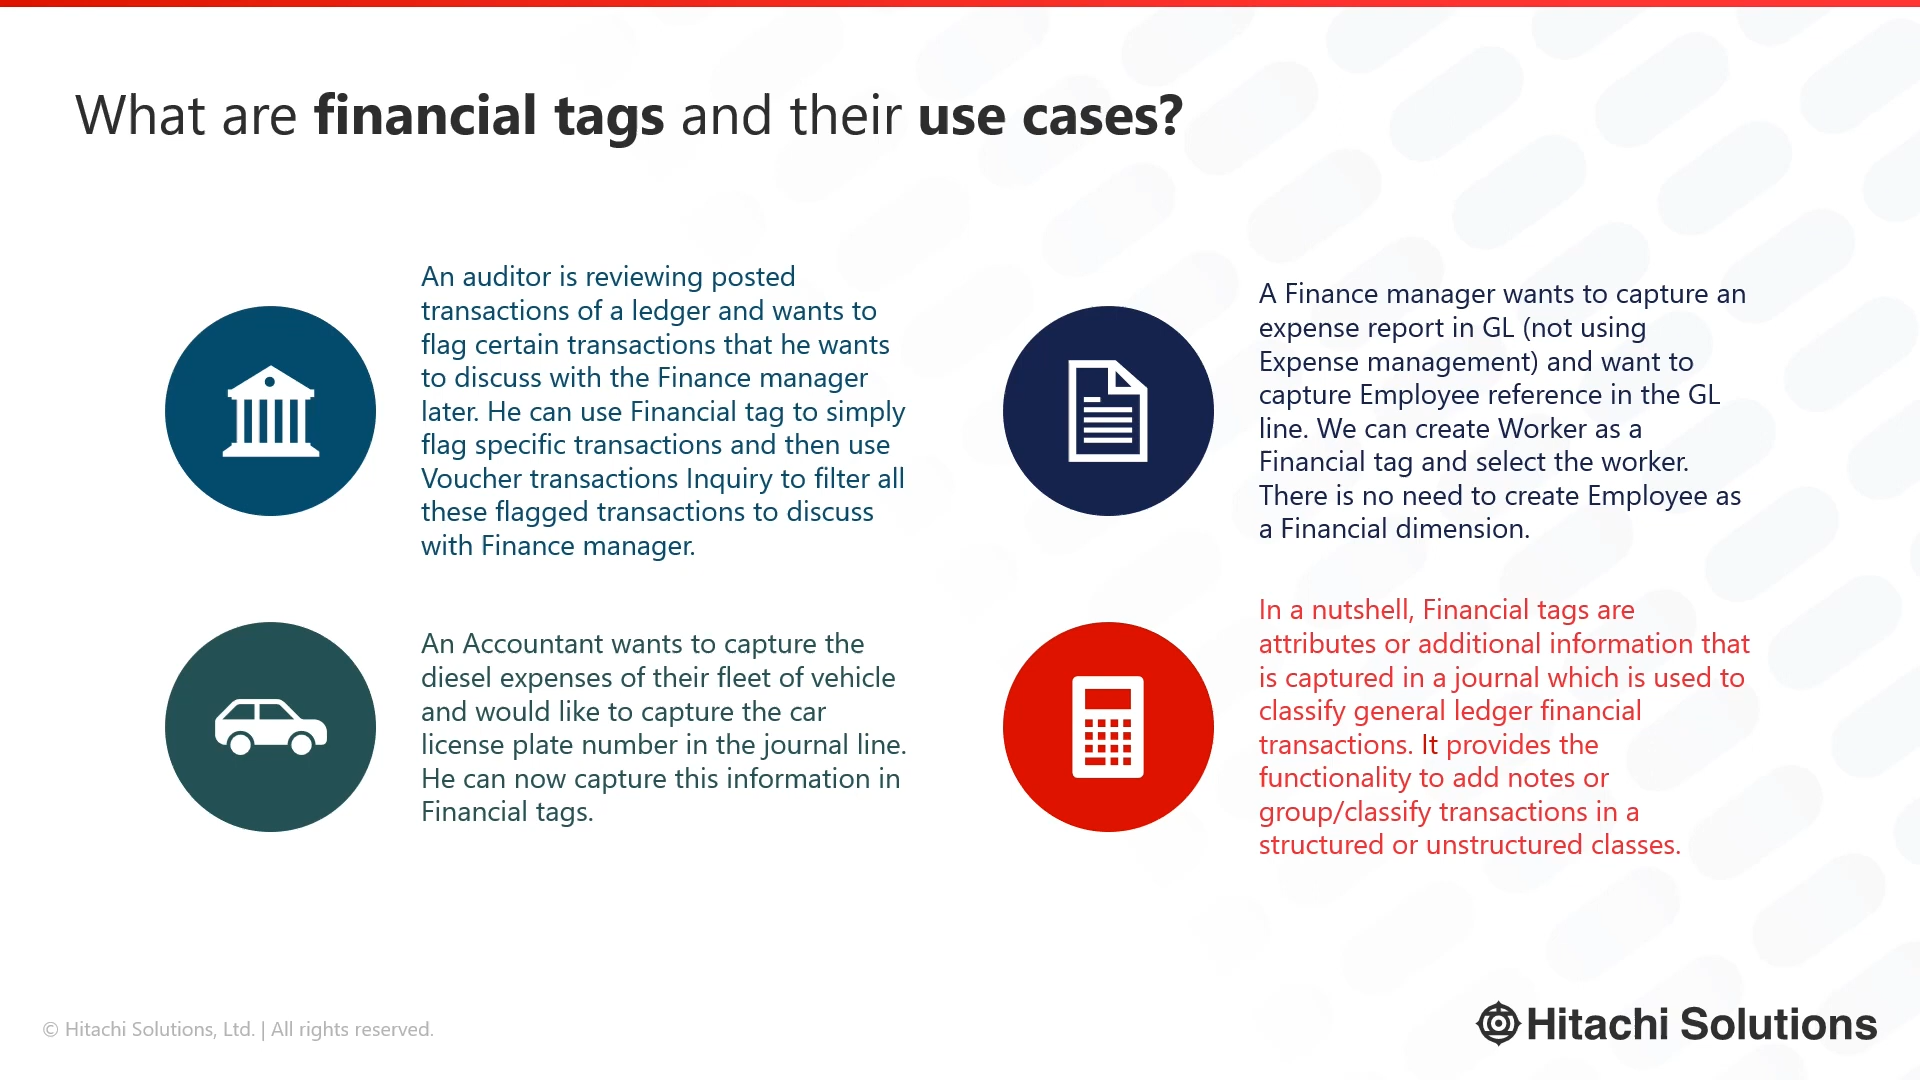 What are financial tags and their use cases?
An auditor is reviewing posted
transactions of a ledger and wants to
flag certain transactions that he wants
to discuss with the Finance manager
later. He can use Financial tag to simply
flag specific transactions and then use
Voucher transactions Inquiry to filter all
these flagged transactions to discuss
with Finance manager.
A Finance manager wants to capture an
expense report in GL (not using
Expense management) and want to
capture Employee reference in the GL
line. We can create Worker as a
Financial tag and select the worker.
There is no need to create Employee as
a Financial dimension.
An Accountant wants to capture the
diesel expenses of their fleet of vehicle
and would like to capture the car
license plate number in the journal line.
He can now capture this information in
Financial tags.
In a nutshell, Financial tags are
attributes or additional information that
is captured in a journal which is used to
classify general ledger financial
transactions. It provides the
functionality to add notes or
group/classify transactions in a
structured or unstructured classes.
© Hitachi Solutions, Ltd. | All rights reserved.
Hitachi Solutions